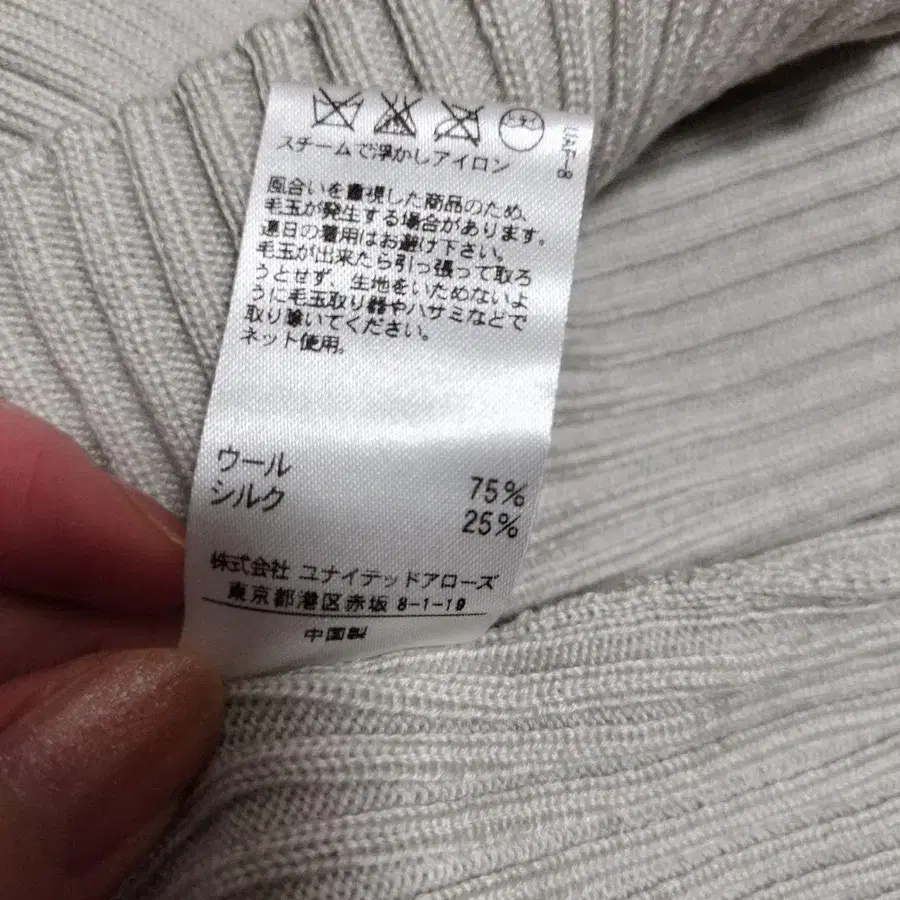 UAF-8
スチームで浮かしアイロン
風合いを重視した商品のため、
毛玉が発生する場合があります。
連日の着用はお避け下さい。
毛玉が出来たら引っ張って取ろ
うとせず、生地をいためないよ
うに毛玉取り器やハサミなどで
取り除いてください。
ネット使用。
ウール 75%
シルク 25%
株式会社 ユナイテッドアローズ
東京都港区赤坂 8-1-19
中国製